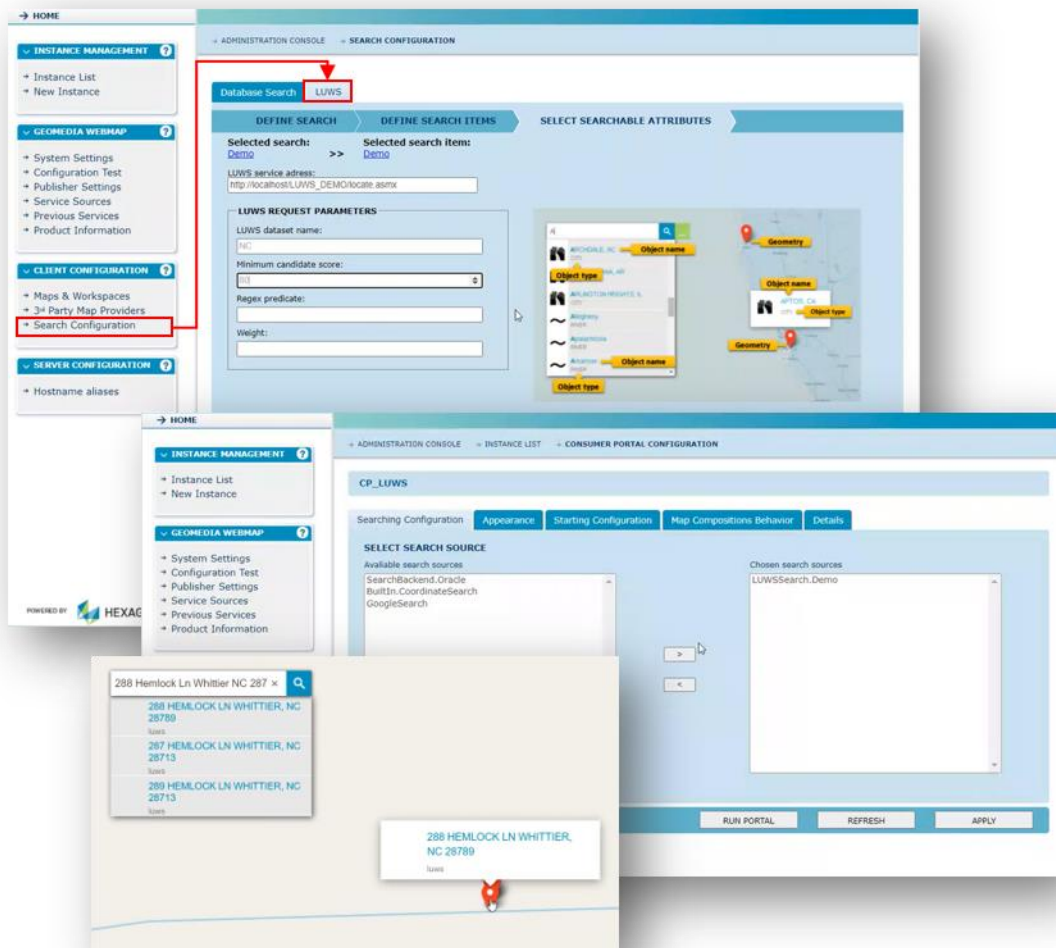 → HOME
INSTANCE MANAGEMENT ?
Instance List
New Instance
GEOMEDIA WEBMAP ?
System Settings
Configuration Test
Publisher Settings
Service Sources
Previous Services
Product Information
CLIENT CONFIGURATION ?
Maps & Workspaces
3rd Party Map Providers
Search Configuration
SERVER CONFIGURATION ?
Hostname aliases
POWERED BY HEXAG
ADMINISTRATION CONSOLE SEARCH CONFIGURATION
Database Search LUWS
DEFINE SEARCH DEFINE SEARCH ITEMS SELECT SEARCHABLE ATTRIBUTES
Selected search: Selected search item:
Demo >> Demo
LUWS service adress:
http://localhost/LUWS_DEMO/locate.asmx
LUWS REQUEST PARAMETERS
LUWS dataset name:
NC
Minimum candidate score:
80
Regex predicate:
Weight:
A
ARCHDALE, NC Object name
Object type
ARLINGTON HEIGHTS, IL
Allegheny
Apalachicola
Arkansas Object name
Object type
Geometry
Object name
APTOS, CA
Object type
Geometry
→ HOME
INSTANCE MANAGEMENT ?
Instance List
New Instance
GEOMEDIA WEBMAP ?
System Settings
Configuration Test
Publisher Settings
Service Sources
Previous Services
Product Information
ADMINISTRATION CONSOLE INSTANCE LIST CONSUMER PORTAL CONFIGURATION
CP_LUWS
Searching Configuration Appearance Starting Configuration Map Compositions Behavior Details
SELECT SEARCH SOURCE
Available search sources Chosen search sources
SearchBackend.Oracle LUWSSearch.Demo
BuiltIn.CoordinateSearch
GoogleSearch
>
<
RUN PORTAL REFRESH APPLY
288 Hemlock Ln Whittier NC 287 ×
288 HEMLOCK LN WHITTIER, NC
28789
luws
287 HEMLOCK LN WHITTIER, NC
28713
luws
289 HEMLOCK LN WHITTIER, NC
28713
luws
288 HEMLOCK LN WHITTIER,
NC 28789
luws